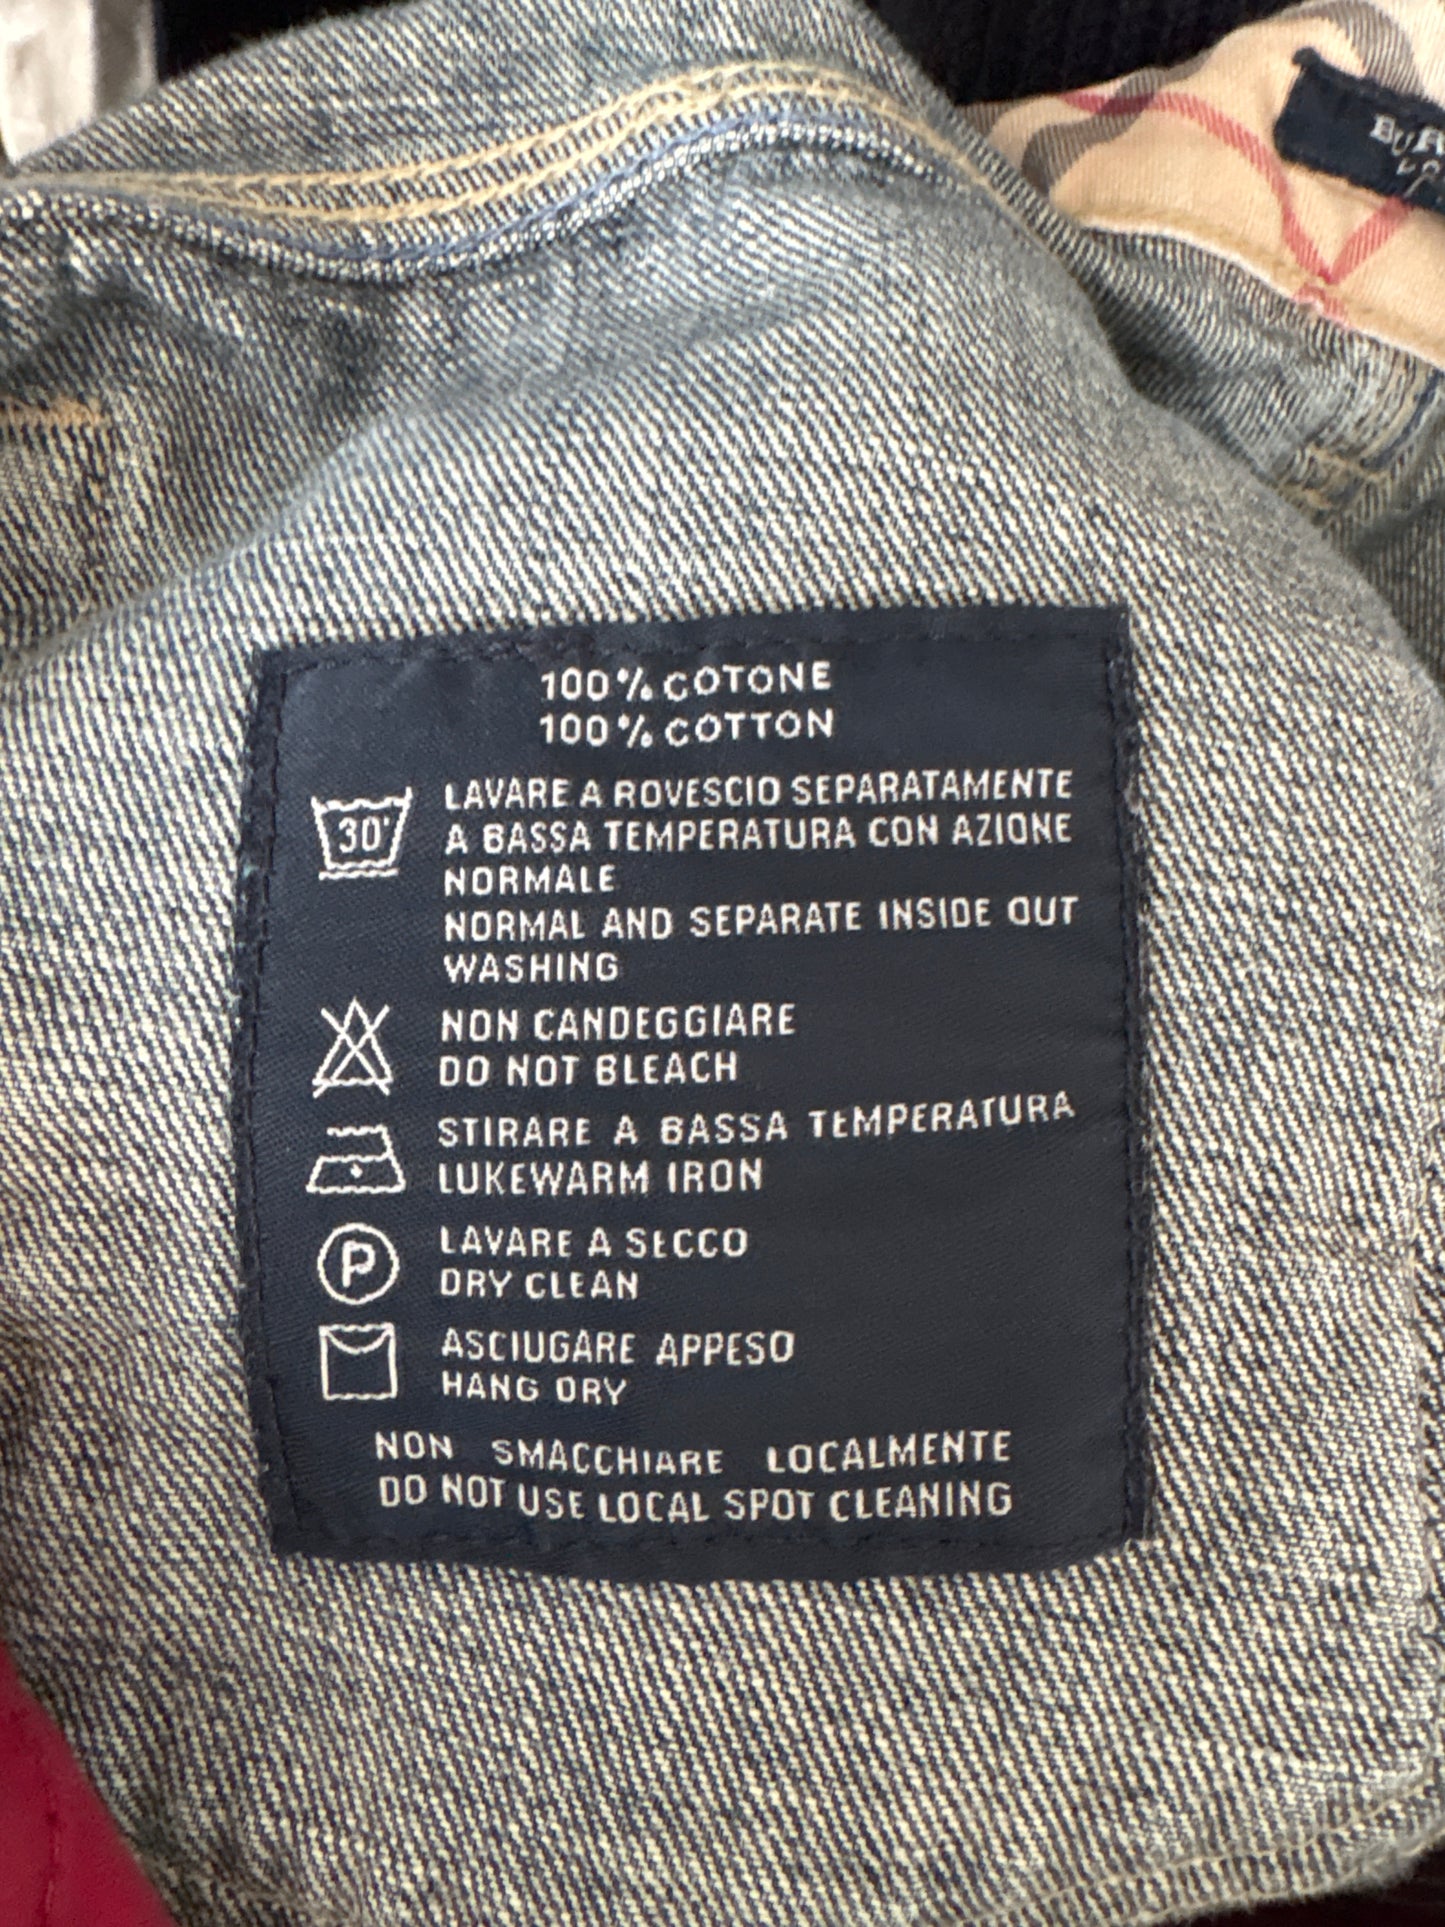 100% COTONE
100% COTTON
30'
LAVARE A ROVESCIO SEPARATAMENTE
A BASSA TEMPERATURA CON AZIONE
NORMALE
NORMAL AND SEPARATE INSIDE OUT
WASHING
NON CANDEGGIARE
DO NOT BLEACH
STIRARE A BASSA TEMPERATURA
LUKEWARM IRON
P
LAVARE A SECCO
DRY CLEAN
ASCIUGARE APPESO
HANG DRY
NON SMACCHIARE LOCALMENTE
DO NOT USE LOCAL SPOT CLEANING